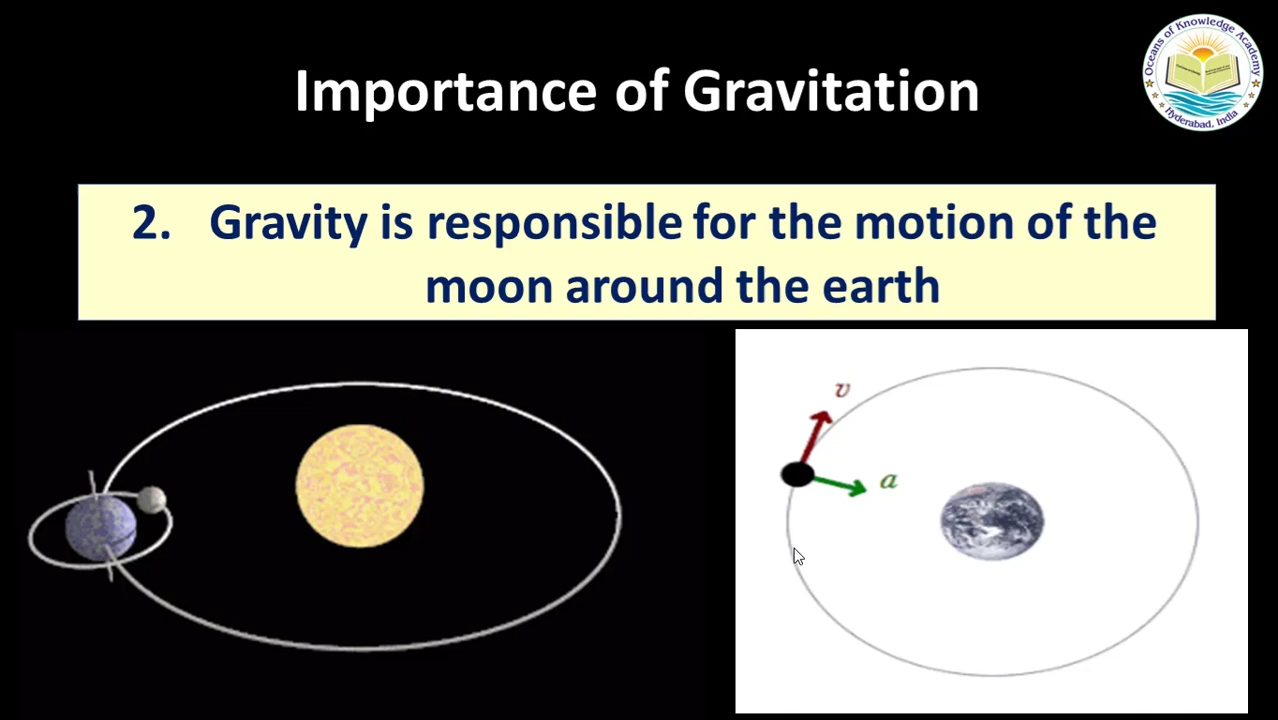 Oceans of Knowledge Academy
Hyderabad, India
Importance of Gravitation
2. Gravity is responsible for the motion of the
moon around the earth
v
a